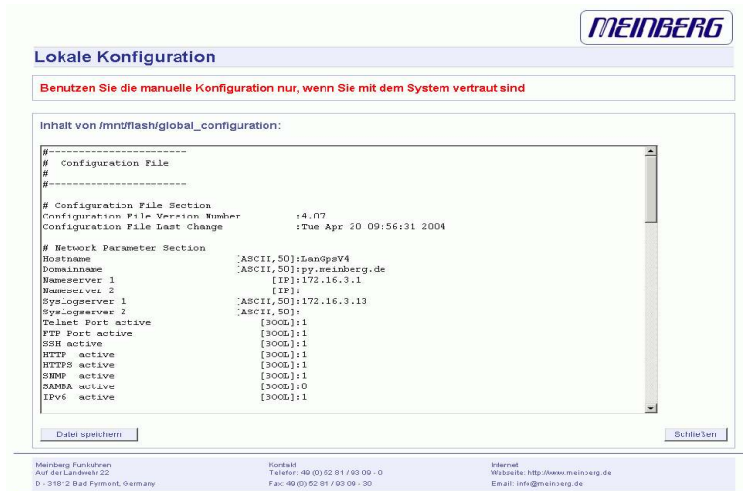 MEINBERG
Lokale Konfiguration
Benutzen Sie die manuelle Konfiguration nur, wenn Sie mit dem System vertraut sind
Inhalt von /mnt/flash/global_configuration:
#-----------------------
# Configuration File
#
#-----------------------
# Configuration File Section
Configuration File Version Number :4.07
Configuration File Last Change :Tue Apr 20 09:56:31 2004
# Network Parameter Section
Hostname [ASCII,50]:LanGpsV4
Domainname [ASCII,50]:py.meinberg.de
Nameserver 1 [IP]:172.16.3.1
Nameserver 2 [IP]:
Syslogserver 1 [ASCII,50]:172.16.3.13
Syslogserver 2 [ASCII,50]:
Telnet Port active [BOOL]:1
FTP Port active [BOOL]:1
SSH active [BOOL]:1
HTTP active [BOOL]:1
HTTPS active [BOOL]:1
SNMP active [BOOL]:1
SAMBA active [BOOL]:0
IPv6 active [BOOL]:1
Datei speichern
Schließen
Meinberg Funkuhren
Auf der Landwehr 22
D - 31812 Bad Pyrmont, Germany
Kontakt
Telefon: 49 (0) 52 81 / 93 09 - 0
Fax: 49 (0) 52 81 / 93 09 - 30
Internet
Webseite: http://www.meinberg.de
Email: info@meinberg.de